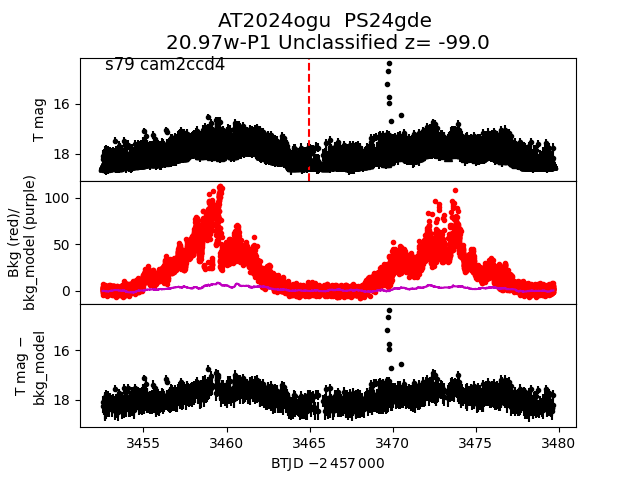 AT2024ogu  PS24gde
20.97w-P1 Unclassified z= -99.0
s79 cam2ccd4
T mag
16
18
Bkg (red)/
bkg_model (purple)
100
50
0
T mag −
bkg_model
16
18
3455 3460 3465 3470 3475 3480
BTJD −2 457 000